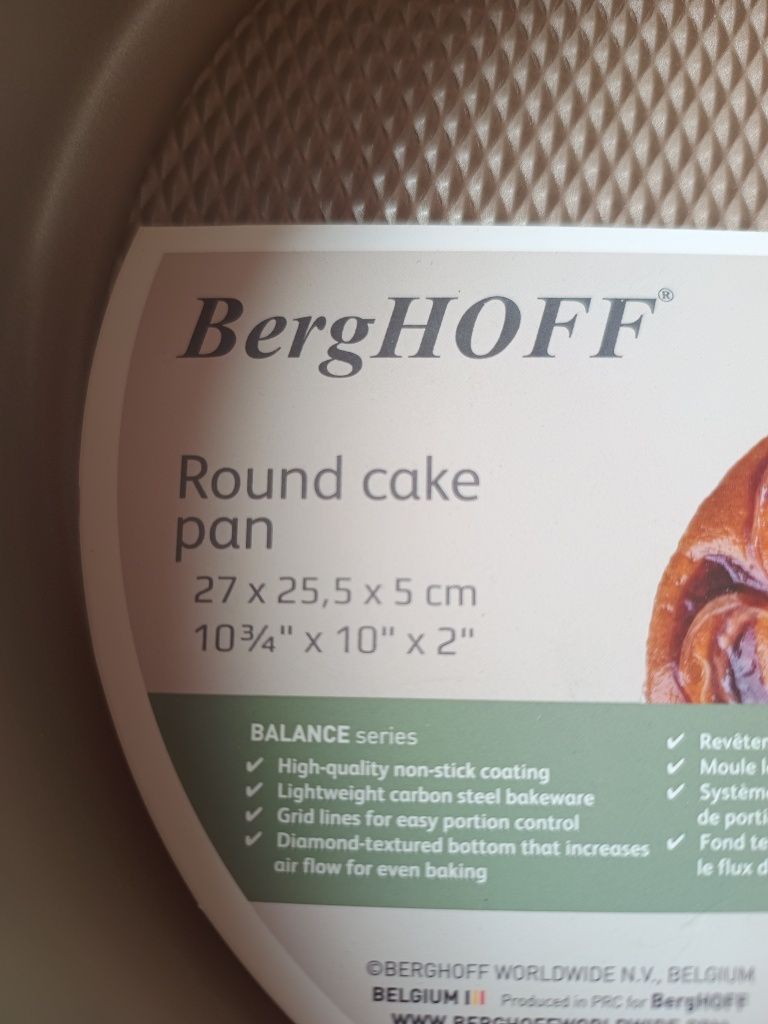 BergHOFF®
Round cake
pan
27 x 25,5 x 5 cm
10¾" x 10" x 2"
BALANCE series
✔ High-quality non-stick coating
✔ Lightweight carbon steel bakeware
✔ Grid lines for easy portion control
✔ Diamond-textured bottom that increases
air flow for even baking
✔ Revêter
✔ Moule l
✔ Systèm
de porti
✔ Fond te
le flux d
©BERGHOFF WORLDWIDE N.V., BELGIUM
BELGIUM Produced in PRC for BergHOFF